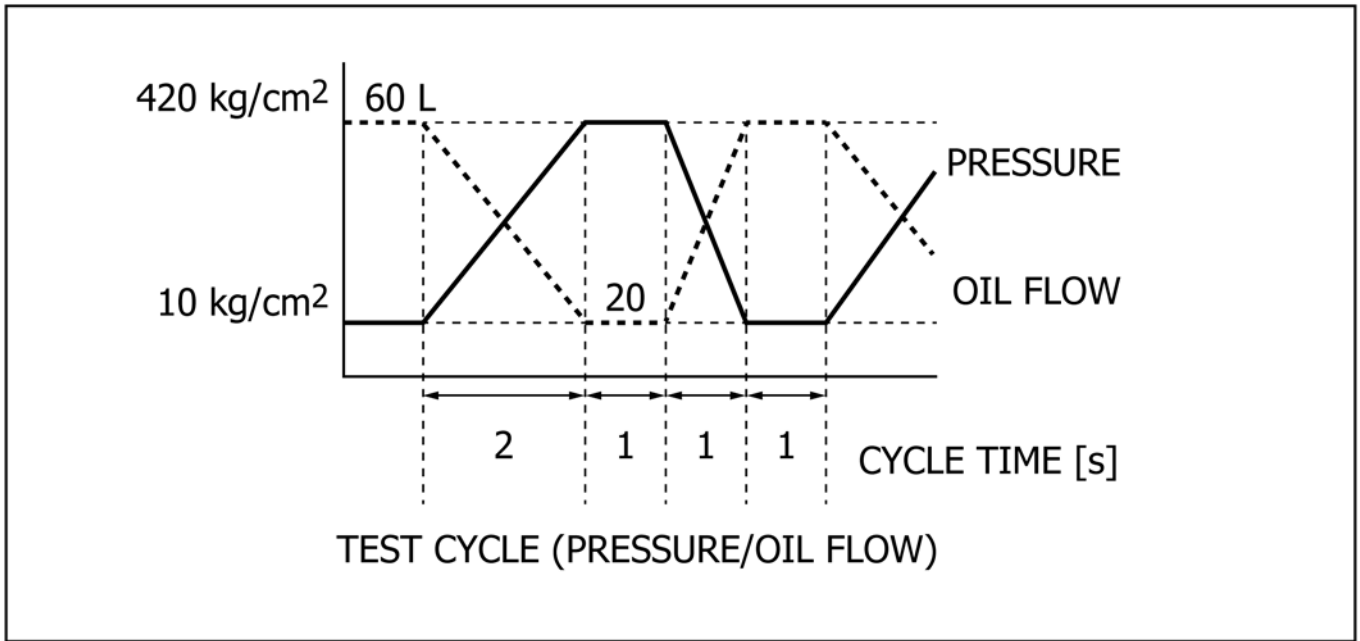 420 kg/cm2
60 L
PRESSURE
10 kg/cm2
20
OIL FLOW
2 1 1 1
CYCLE TIME [s]
TEST CYCLE (PRESSURE/OIL FLOW)